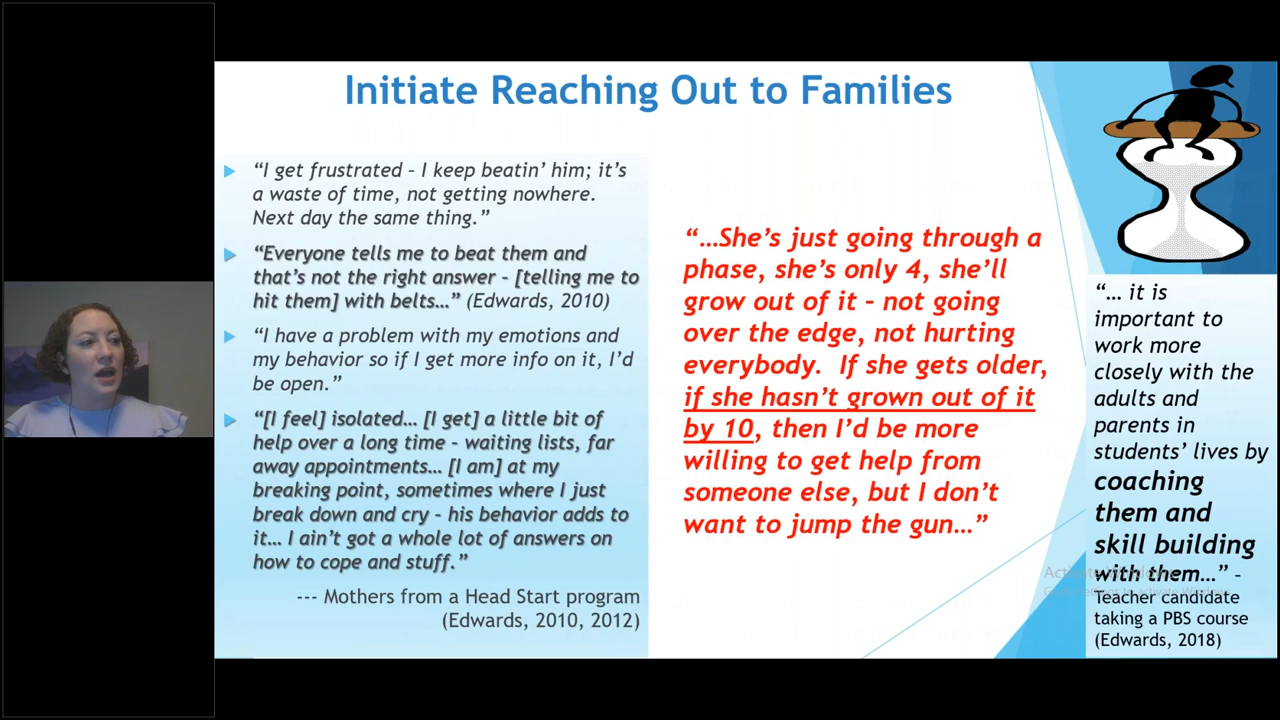 Initiate Reaching Out to Families
“I get frustrated – I keep beatin’ him; it’s
a waste of time, not getting nowhere.
Next day the same thing.”
“Everyone tells me to beat them and
that’s not the right answer – [telling me to
hit them] with belts…” (Edwards, 2010)
“I have a problem with my emotions and
my behavior so if I get more info on it, I’d
be open.”
“[I feel] isolated… [I get] a little bit of
help over a long time – waiting lists, far
away appointments… [I am] at my
breaking point, sometimes where I just
break down and cry – his behavior adds to
it… I ain’t got a whole lot of answers on
how to cope and stuff.”
--- Mothers from a Head Start program
(Edwards, 2010, 2012)
“…She’s just going through a
phase, she’s only 4, she’ll
grow out of it – not going
over the edge, not hurting
everybody.  If she gets older,
if she hasn’t grown out of it
by 10, then I’d be more
willing to get help from
someone else, but I don’t
want to jump the gun…”
“… it is
important to
work more
closely with the
adults and
parents in
students’ lives by
coaching
them and
skill building
with them…” –
Teacher candidate
taking a PBS course
(Edwards, 2018)